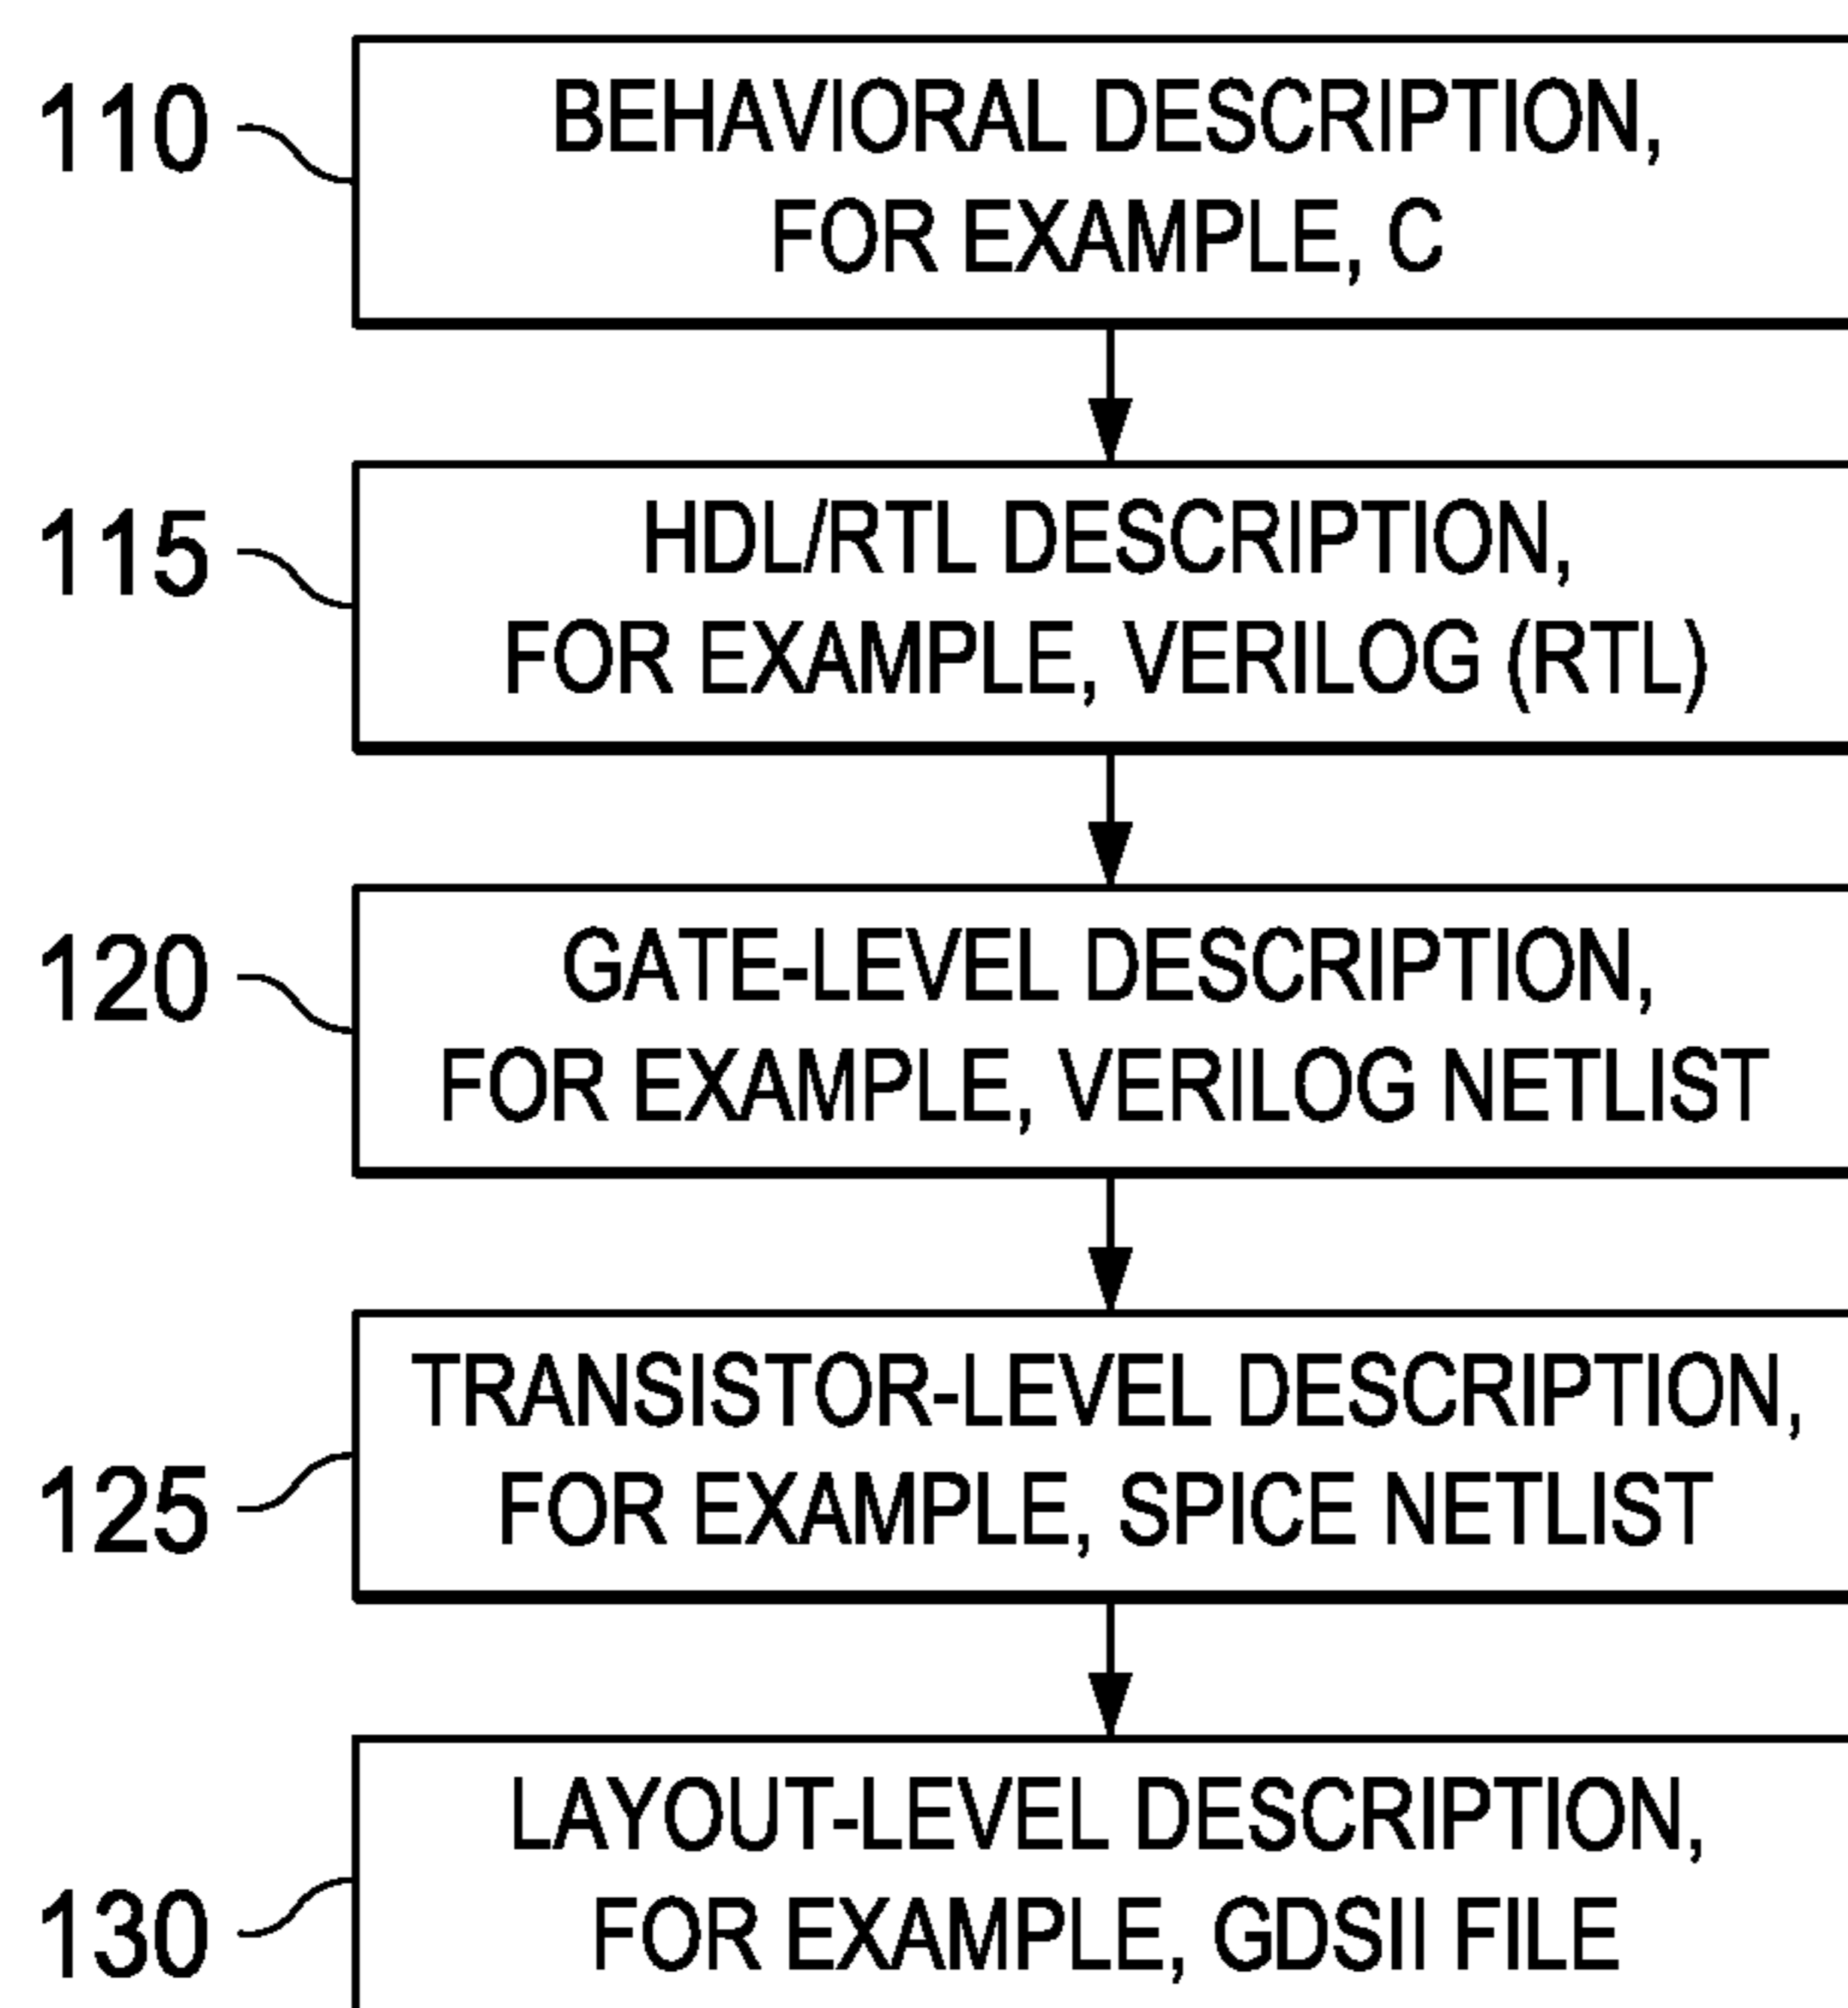 110
BEHAVIORAL DESCRIPTION,
FOR EXAMPLE, C
115
HDL/RTL DESCRIPTION,
FOR EXAMPLE, VERILOG (RTL)
120
GATE-LEVEL DESCRIPTION,
FOR EXAMPLE, VERILOG NETLIST
TRANSISTOR-LEVEL DESCRIPTION,
125
FOR EXAMPLE, SPICE NETLIST
LAYOUT-LEVEL DESCRIPTION,
130
FOR EXAMPLE, GDSII FILE